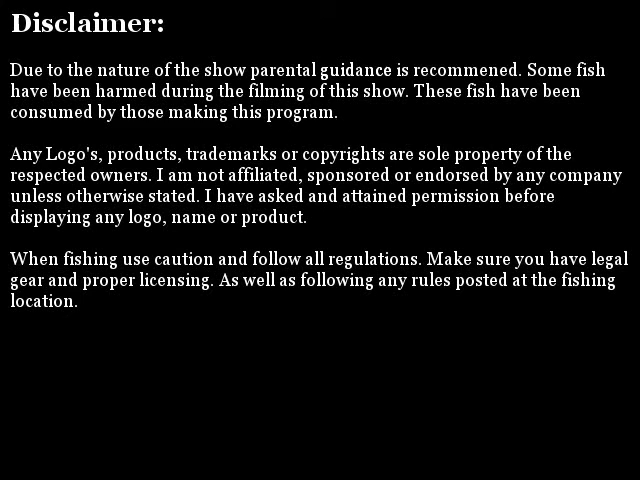 Disclaimer:
Due to the nature of the show parental guidance is recommened. Some fish
have been harmed during the filming of this show. These fish have been
consumed by those making this program.
Any Logo's, products, trademarks or copyrights are sole property of the
respected owners. I am not affiliated, sponsored or endorsed by any company
unless otherwise stated. I have asked and attained permission before
displaying any logo, name or product.
When fishing use caution and follow all regulations. Make sure you have legal
gear and proper licensing. As well as following any rules posted at the fishing
location.